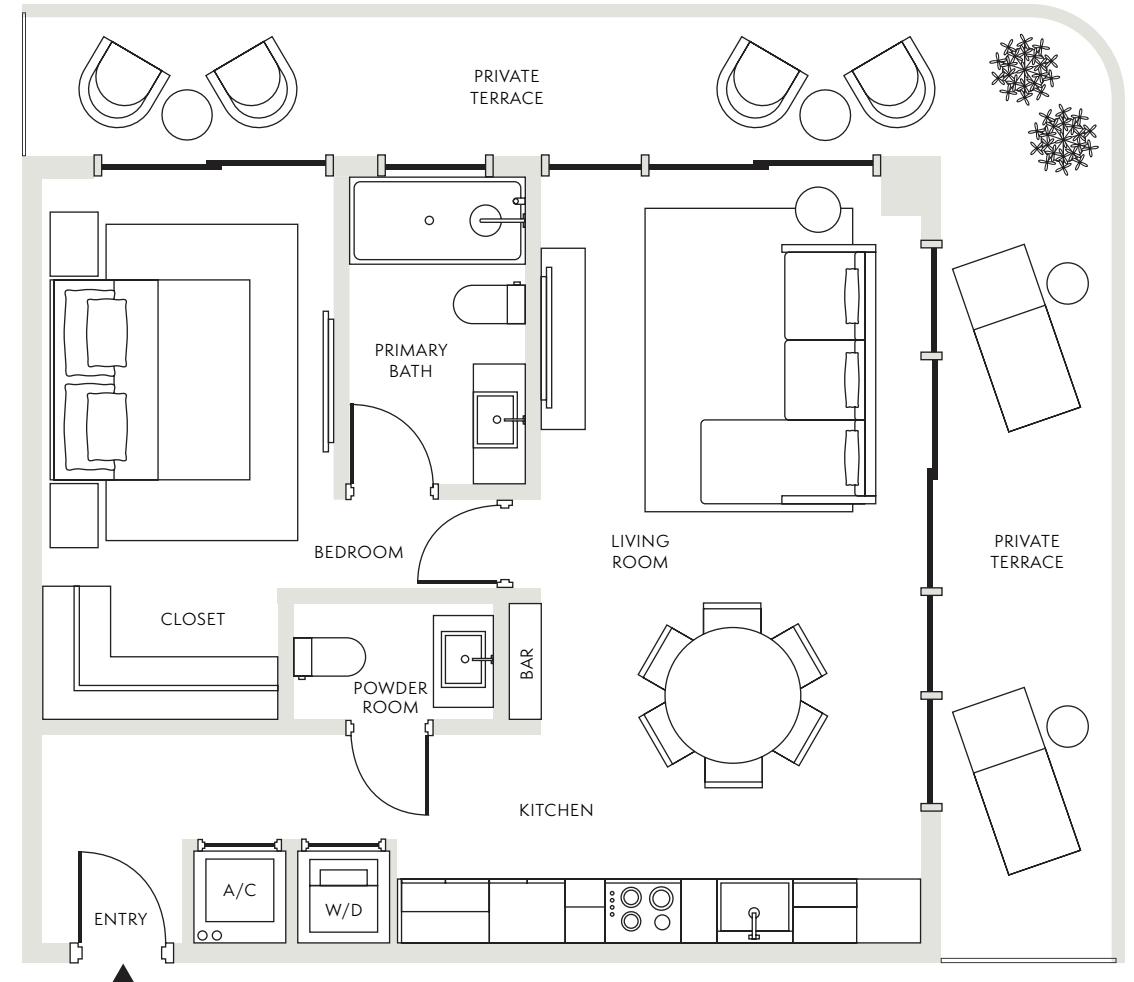 PRIVATE
TERRACE
PRIMARY
BATH
BEDROOM
LIVING
ROOM
PRIVATE
TERRACE
CLOSET
POWDER
ROOM
BAR
KITCHEN
A/C
W/D
ENTRY